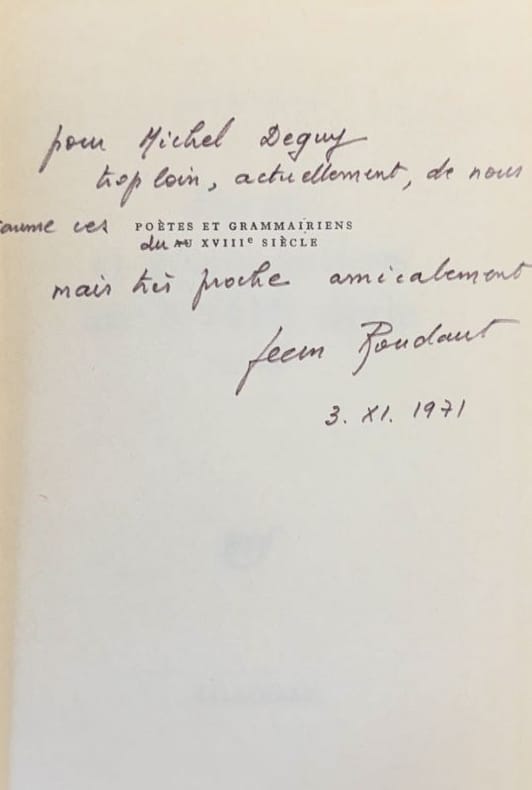 pour Michel Deguy
trop loin, actuellement, de nous
comme ces POÈTES ET GRAMMAIRIENS
du AU XVIIIe SIÈCLE
mais très proche amicalement
Jean Roudaut
3. XI. 1971